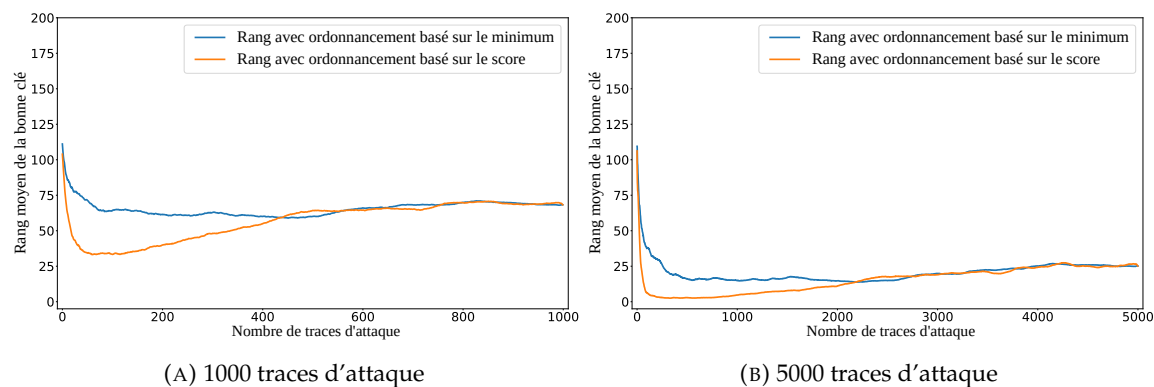 200
175
150
125
100
75
50
25
0
Rang moyen de la bonne clé
Rang avec ordonnancement basé sur le minimum
Rang avec ordonnancement basé sur le score
0 200 400 600 800 1000
Nombre de traces d'attaque
(A) 1000 traces d'attaque
200
175
150
125
100
75
50
25
0
Rang moyen de la bonne clé
Rang avec ordonnancement basé sur le minimum
Rang avec ordonnancement basé sur le score
0 1000 2000 3000 4000 5000
Nombre de traces d'attaque
(B) 5000 traces d'attaque